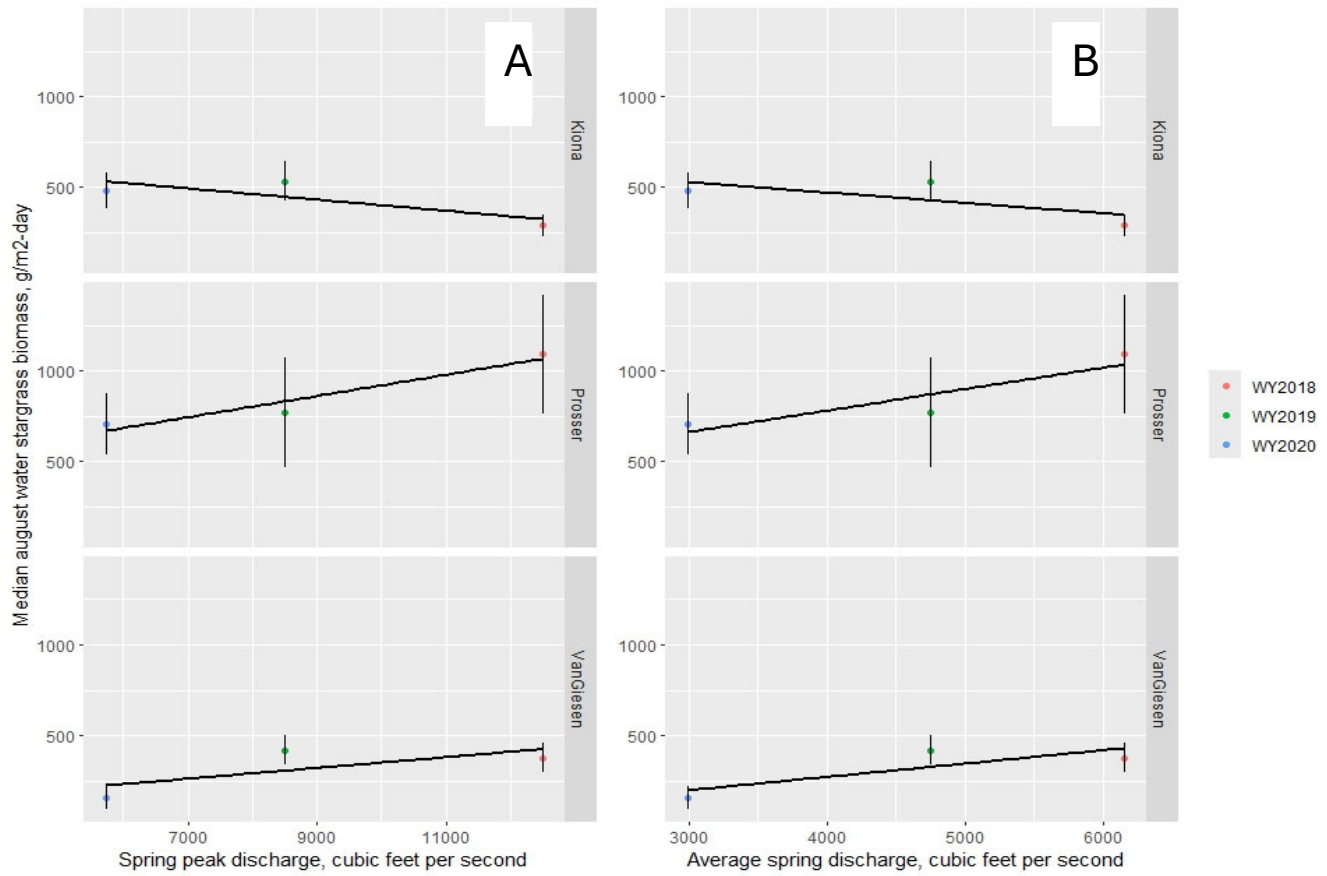 A
B
1000
500
Kiona
1000
500
Kiona
Median august water stargrass biomass, g/m2-day
1000
500
Prosser
1000
500
Prosser
WY2018
WY2019
WY2020
1000
500
VanGiesen
1000
500
VanGiesen
7000 9000 11000
3000 4000 5000 6000
Spring peak discharge, cubic feet per second
Average spring discharge, cubic feet per second